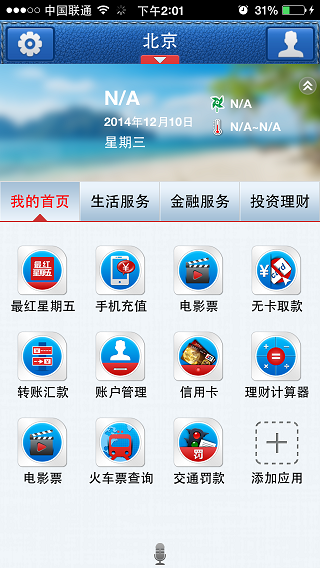 中国联通 下午2:01 31%
北京
N/A
2014年12月10日
星期三
N/A
N/A~N/A
我的首页 生活服务 金融服务 投资理财
最红星期五
最红星期五 手机充值 电影票 无卡取款
转账汇款 账户管理 信用卡 理财计算器
罚
电影票 火车票查询 交通罚款 添加应用